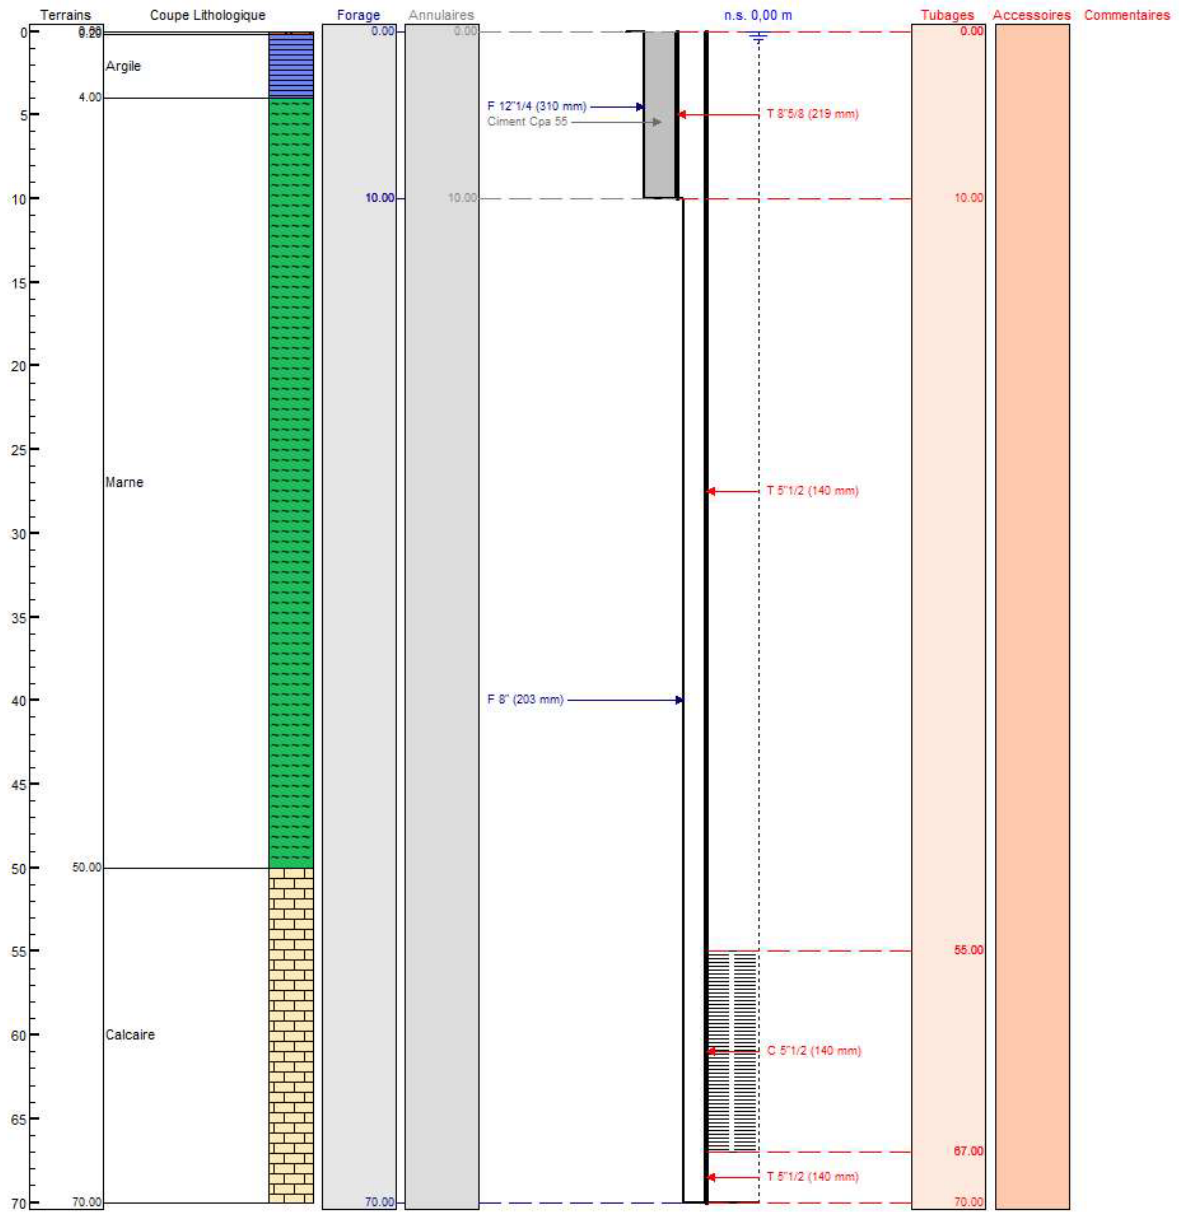 Terrains Coupe Lithologique Forage Annulaires n.s. 0,00 m Tubages Accessoires Commentaires
0 0.20 0.00 0.00 0.00
Argile
4.00
F 12"1/4 (310 mm)
5 T 8"5/8 (219 mm)
Ciment Cpa 55
10 10.00 10.00 10.00
15
20
25
Marne T 5"1/2 (140 mm)
30
35
40 F 8" (203 mm)
45
50 50.00
55 55.00
60 Calcaire
C 5"1/2 (140 mm)
65
67.00
T 5"1/2 (140 mm)
70 70.00 70.00 70.00